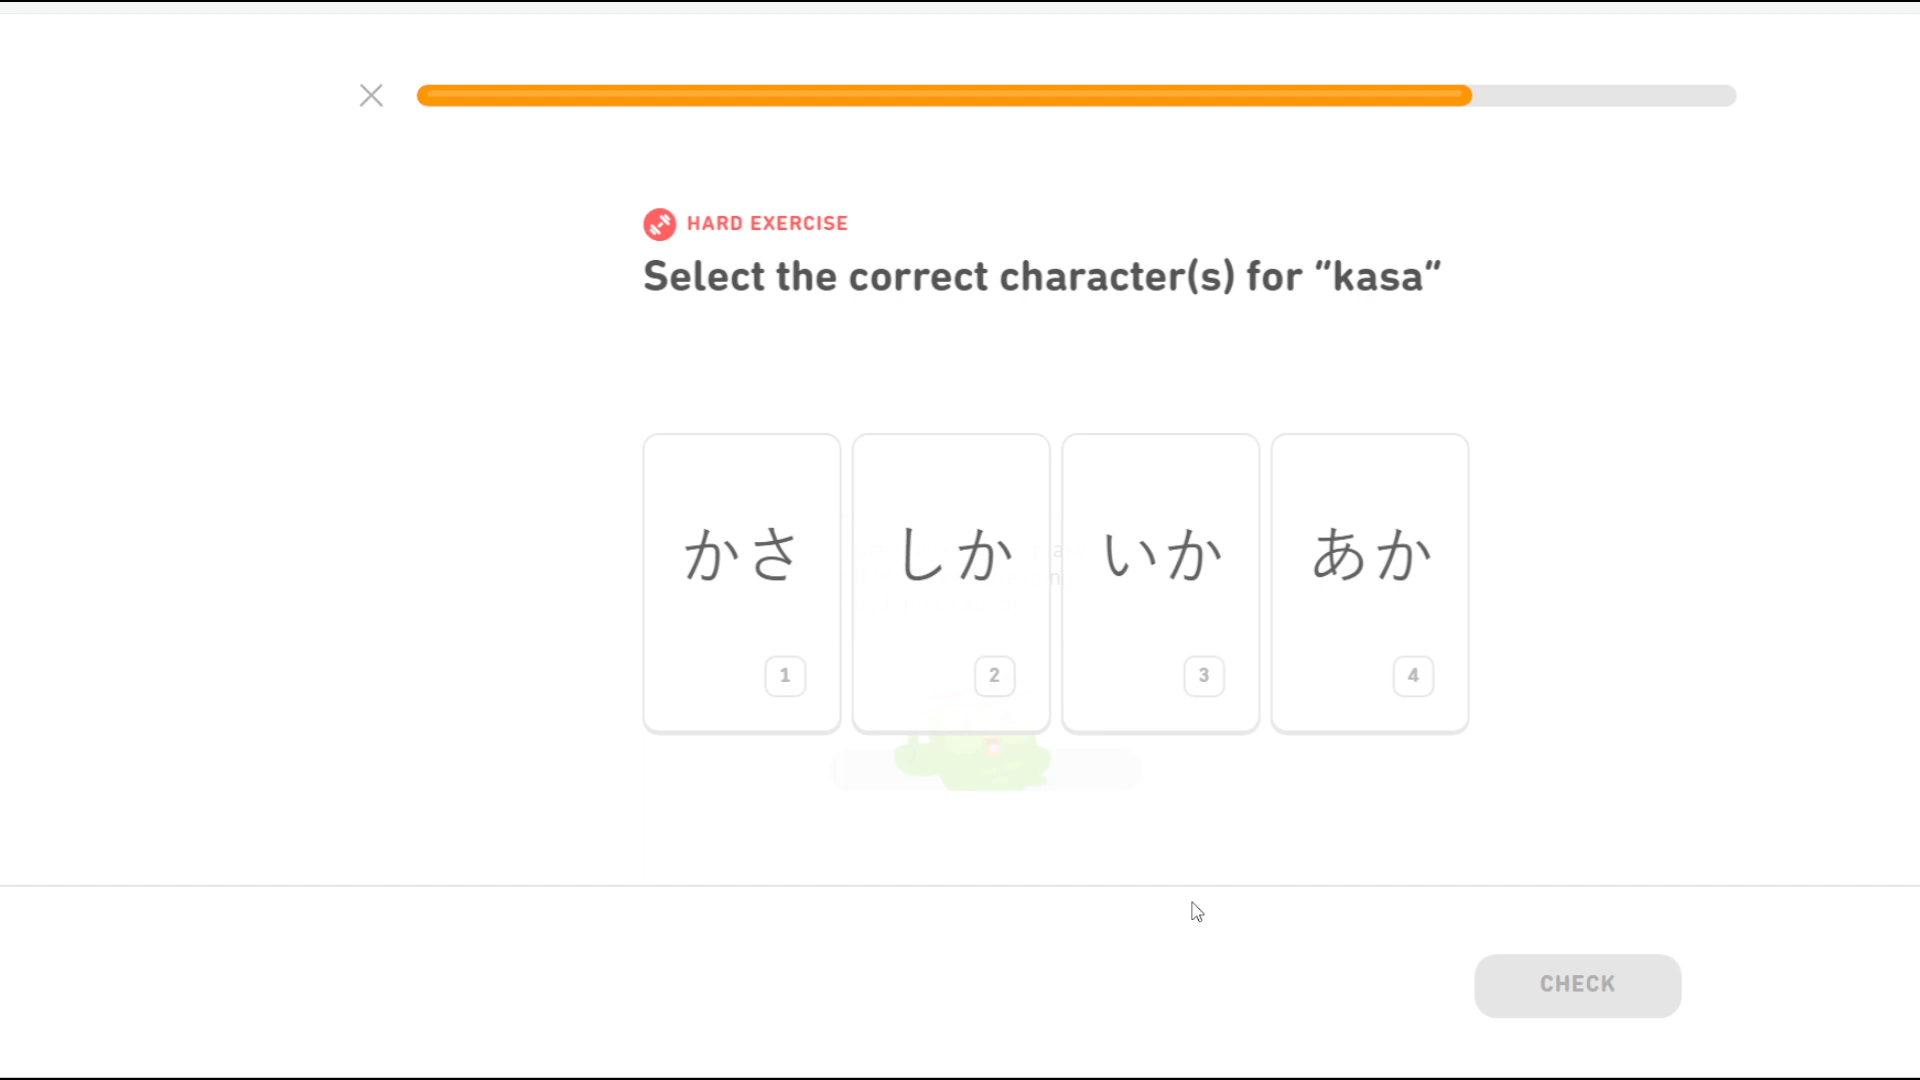 HARD EXERCISE
Select the correct character(s) for "kasa"
かさ
しか
いか
あか
1
2
3
4
CHECK